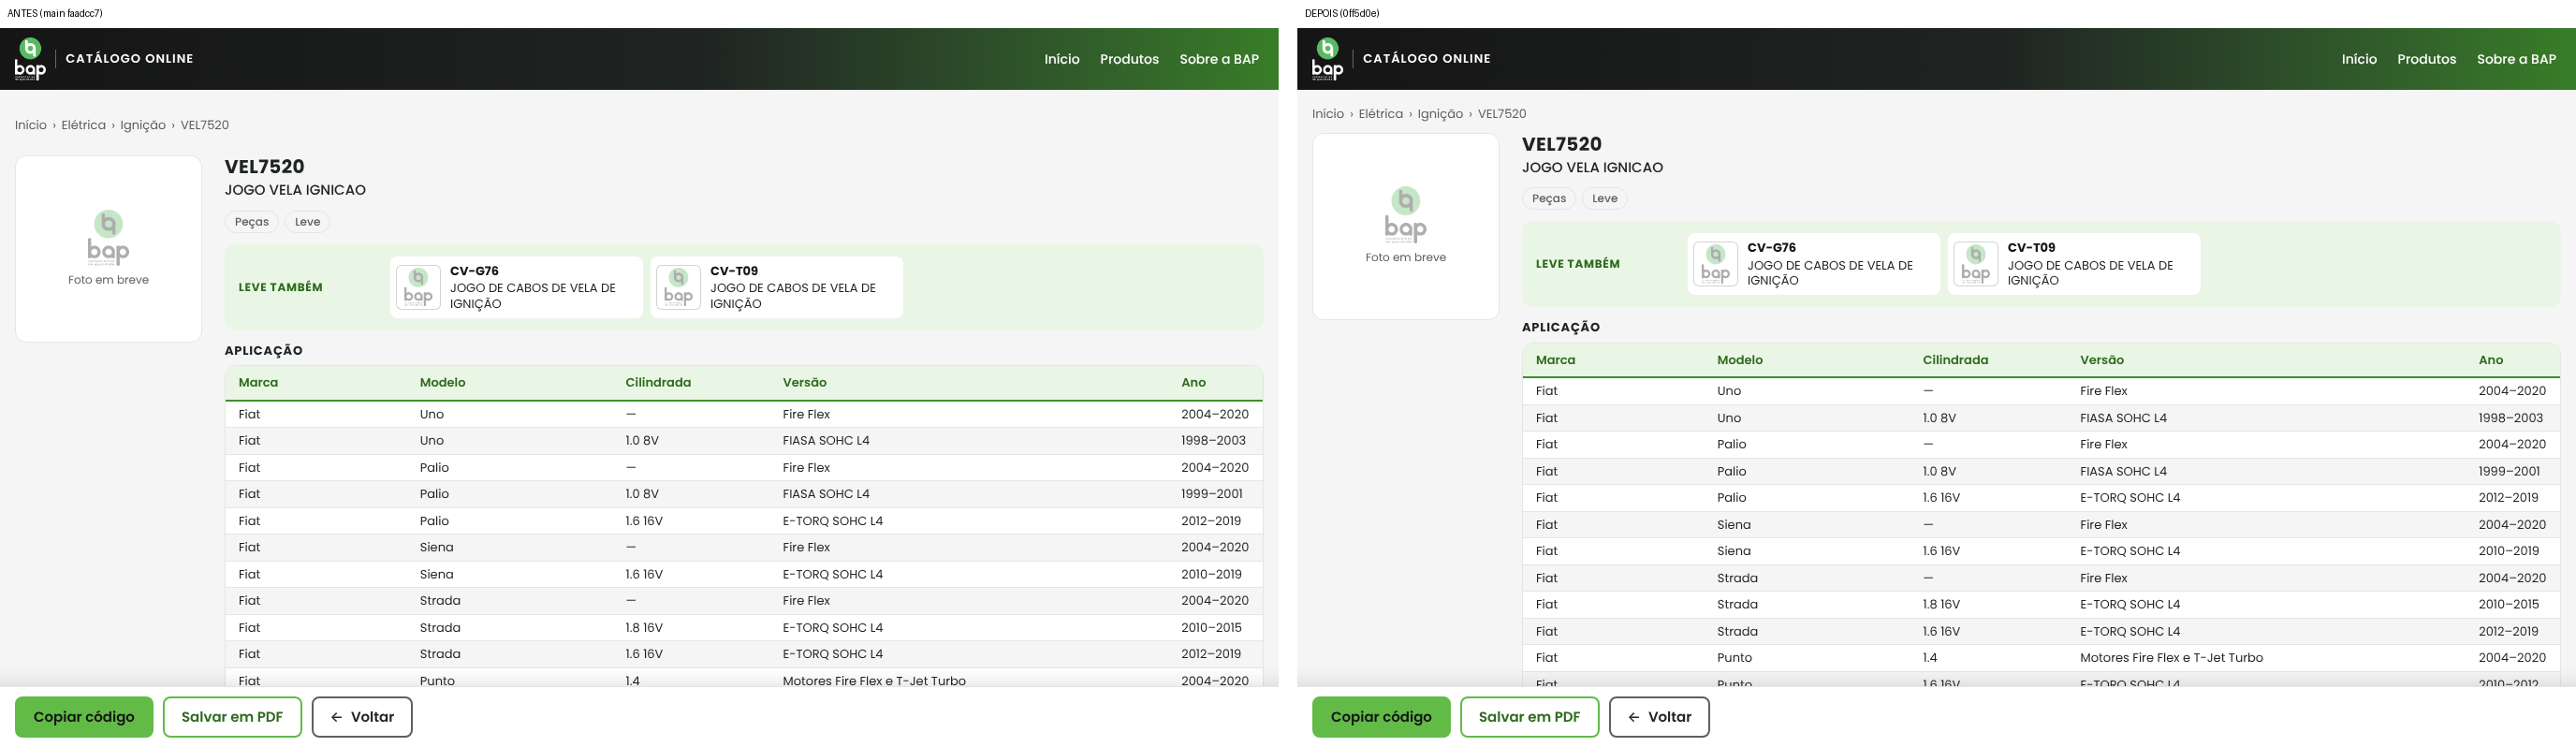 ANTES (main faadcc7)
bap
CATÁLOGO ONLINE
Início Produtos Sobre a BAP
Início › Elétrica › Ignição › VEL7520
bap
Foto em breve
VEL7520
JOGO VELA IGNICAO
Peças Leve
LEVE TAMBÉM
bap
CV-G76
JOGO DE CABOS DE VELA DE
IGNIÇÃO
bap
CV-T09
JOGO DE CABOS DE VELA DE
IGNIÇÃO
APLICAÇÃO
Marca Modelo Cilindrada Versão Ano
Fiat Uno — Fire Flex 2004–2020
Fiat Uno 1.0 8V FIASA SOHC L4 1998–2003
Fiat Palio — Fire Flex 2004–2020
Fiat Palio 1.0 8V FIASA SOHC L4 1999–2001
Fiat Palio 1.6 16V E-TORQ SOHC L4 2012–2019
Fiat Siena — Fire Flex 2004–2020
Fiat Siena 1.6 16V E-TORQ SOHC L4 2010–2019
Fiat Strada — Fire Flex 2004–2020
Fiat Strada 1.8 16V E-TORQ SOHC L4 2010–2015
Fiat Strada 1.6 16V E-TORQ SOHC L4 2012–2019
Fiat Punto 1.4 Motores Fire Flex e T-Jet Turbo 2004–2020
Copiar código Salvar em PDF ← Voltar
DEPOIS (0ff5d0e)
bap
CATÁLOGO ONLINE
Início Produtos Sobre a BAP
Início › Elétrica › Ignição › VEL7520
bap
Foto em breve
VEL7520
JOGO VELA IGNICAO
Peças Leve
LEVE TAMBÉM
bap
CV-G76
JOGO DE CABOS DE VELA DE
IGNIÇÃO
bap
CV-T09
JOGO DE CABOS DE VELA DE
IGNIÇÃO
APLICAÇÃO
Marca Modelo Cilindrada Versão Ano
Fiat Uno — Fire Flex 2004–2020
Fiat Uno 1.0 8V FIASA SOHC L4 1998–2003
Fiat Palio — Fire Flex 2004–2020
Fiat Palio 1.0 8V FIASA SOHC L4 1999–2001
Fiat Palio 1.6 16V E-TORQ SOHC L4 2012–2019
Fiat Siena — Fire Flex 2004–2020
Fiat Siena 1.6 16V E-TORQ SOHC L4 2010–2019
Fiat Strada — Fire Flex 2004–2020
Fiat Strada 1.8 16V E-TORQ SOHC L4 2010–2015
Fiat Strada 1.6 16V E-TORQ SOHC L4 2012–2019
Fiat Punto 1.4 Motores Fire Flex e T-Jet Turbo 2004–2020
Fiat Punto 1.6 16V E-TORQ SOHC L4 2010–2012
Copiar código Salvar em PDF ← Voltar